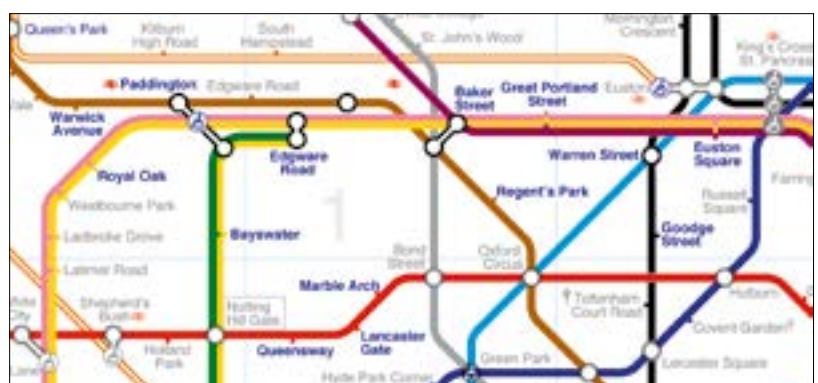 Queen's Park
Kilburn
High Road
South
Hampstead
St. John's Wood
Mornington
Crescent
King's Cross
St. Pancras
Paddington
Edgware Road
Baker
Street
Great Portland
Street
Euston
Warwick
Avenue
Edgware
Road
Warren Street
Euston
Square
Royal Oak
Regent's Park
Russell
Square
Westbourne Park
1
Ladbroke Grove
Bayswater
Goodge
Street
Latimer Road
Bond
Street
Oxford
Circus
Marble Arch
Shepherd's
Bush
Notting
Hill Gate
Tottenham
Court Road
Holborn
Holland
Park
Queensway
Lancaster
Gate
Covent Garden
Hyde Park Corner
Green Park
Leicester Square